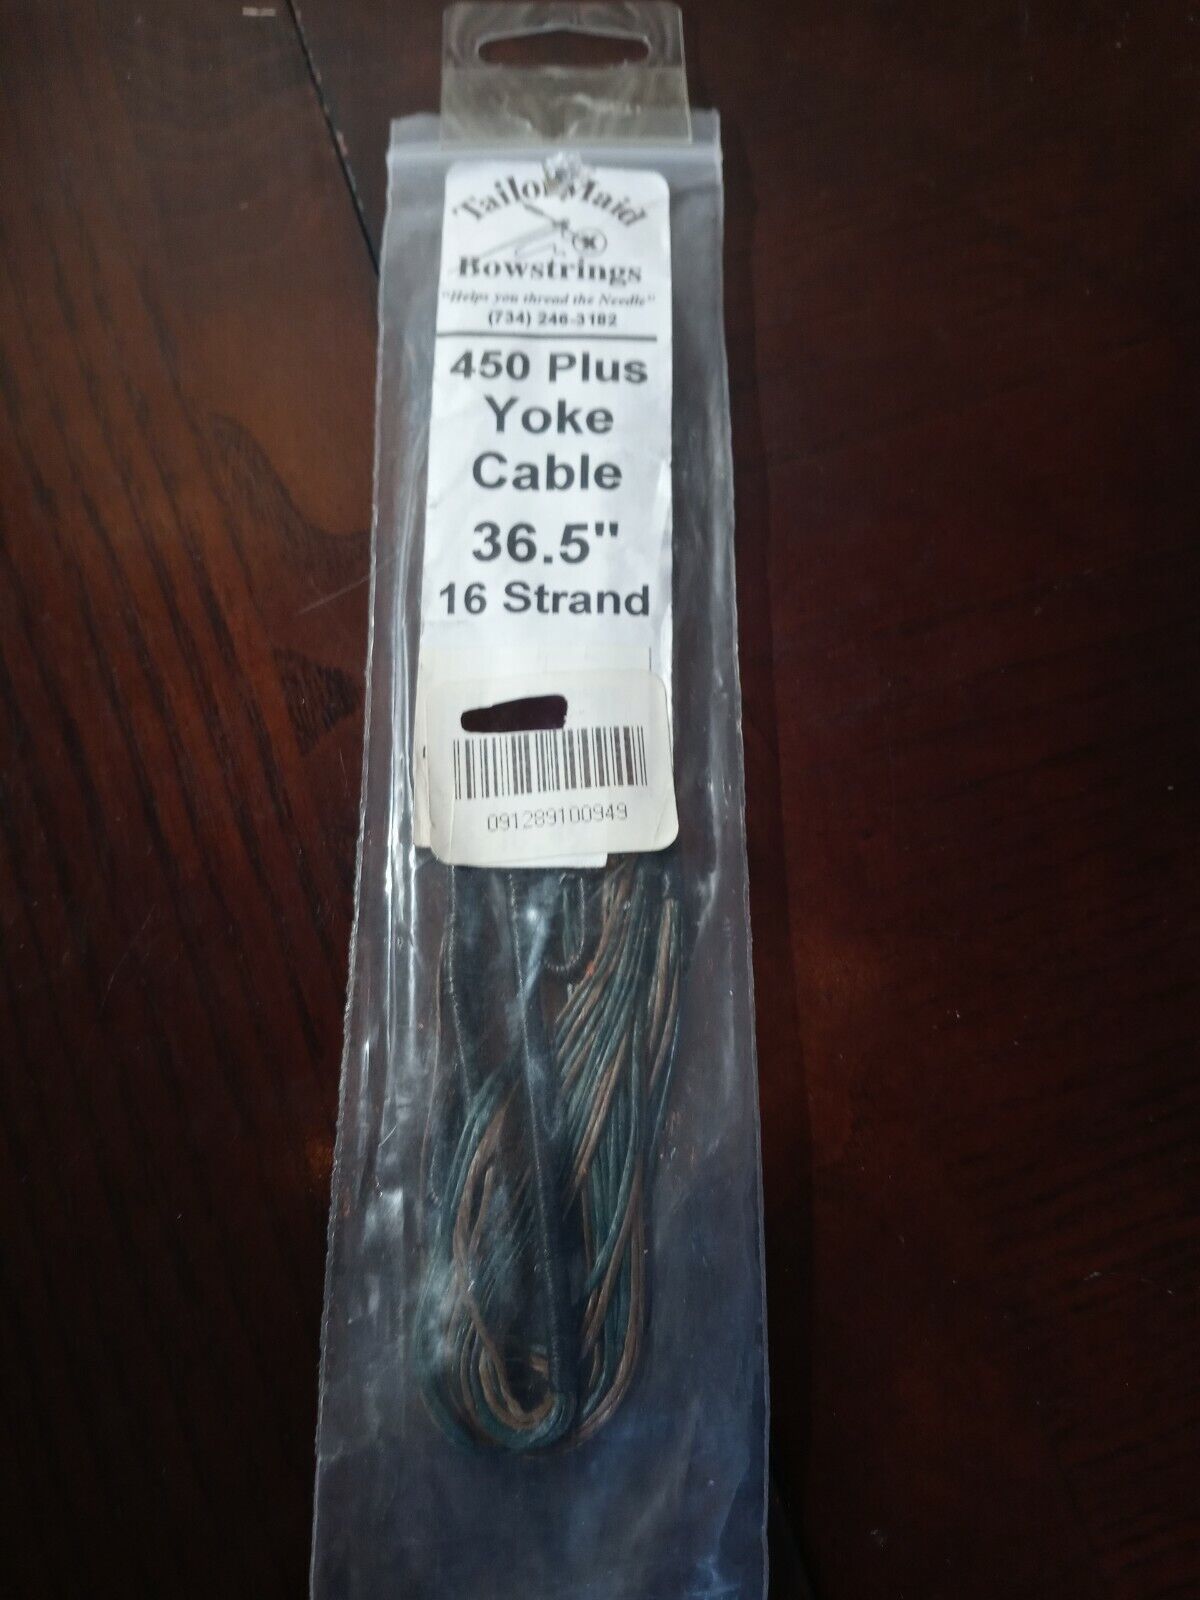 Tailor Maid
Bowstrings
"Helps you thread the Needle"
(734) 246-3182
450 Plus
Yoke
Cable
36.5"
16 Strand
091289100949